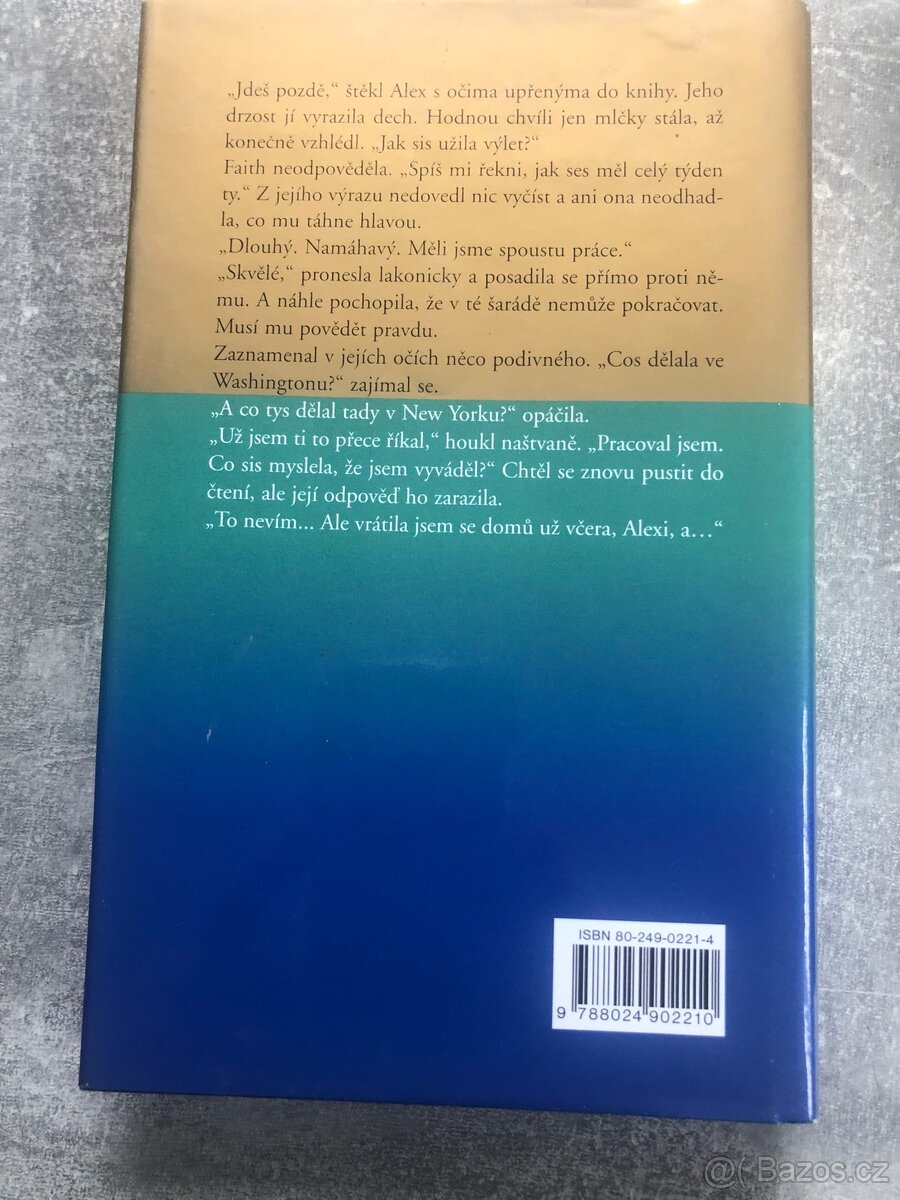 „Jdeš pozdě,“ štěkl Alex s očima upřenýma do knihy. Jeho
drzost jí vyrazila dech. Hodnou chvíli jen mlčky stála, až
konečně vzhlédl. „Jak sis užila výlet?“
Faith neodpověděla. „Spíš mi řekni, jak ses měl celý týden
ty.“ Z jejího výrazu nedovedl nic vyčíst a ani ona neodhad-
la, co mu táhne hlavou.
„Dlouhý. Namáhavý. Měli jsme spoustu práce.“
„Skvělé,“ pronesla lakonicky a posadila se přímo proti ně-
mu. A náhle pochopila, že v té šarádě nemůže pokračovat.
Musí mu povědět pravdu.
Zaznamenal v jejích očích něco podivného. „Cos dělala ve
Washingtonu?“ zajímal se.
„A co tys dělal tady v New Yorku?“ opáčila.
„Už jsem ti to přece říkal,“ houkl naštvaně. „Pracoval jsem.
Co sis myslela, že jsem vyváděl?“ Chtěl se znovu pustit do
čtení, ale její odpověď ho zarazila.
„To nevím... Ale vrátila jsem se domů už včera, Alexi, a...“
ISBN 80-249-0221-4
9 788024 902210
@( Bazos.cz